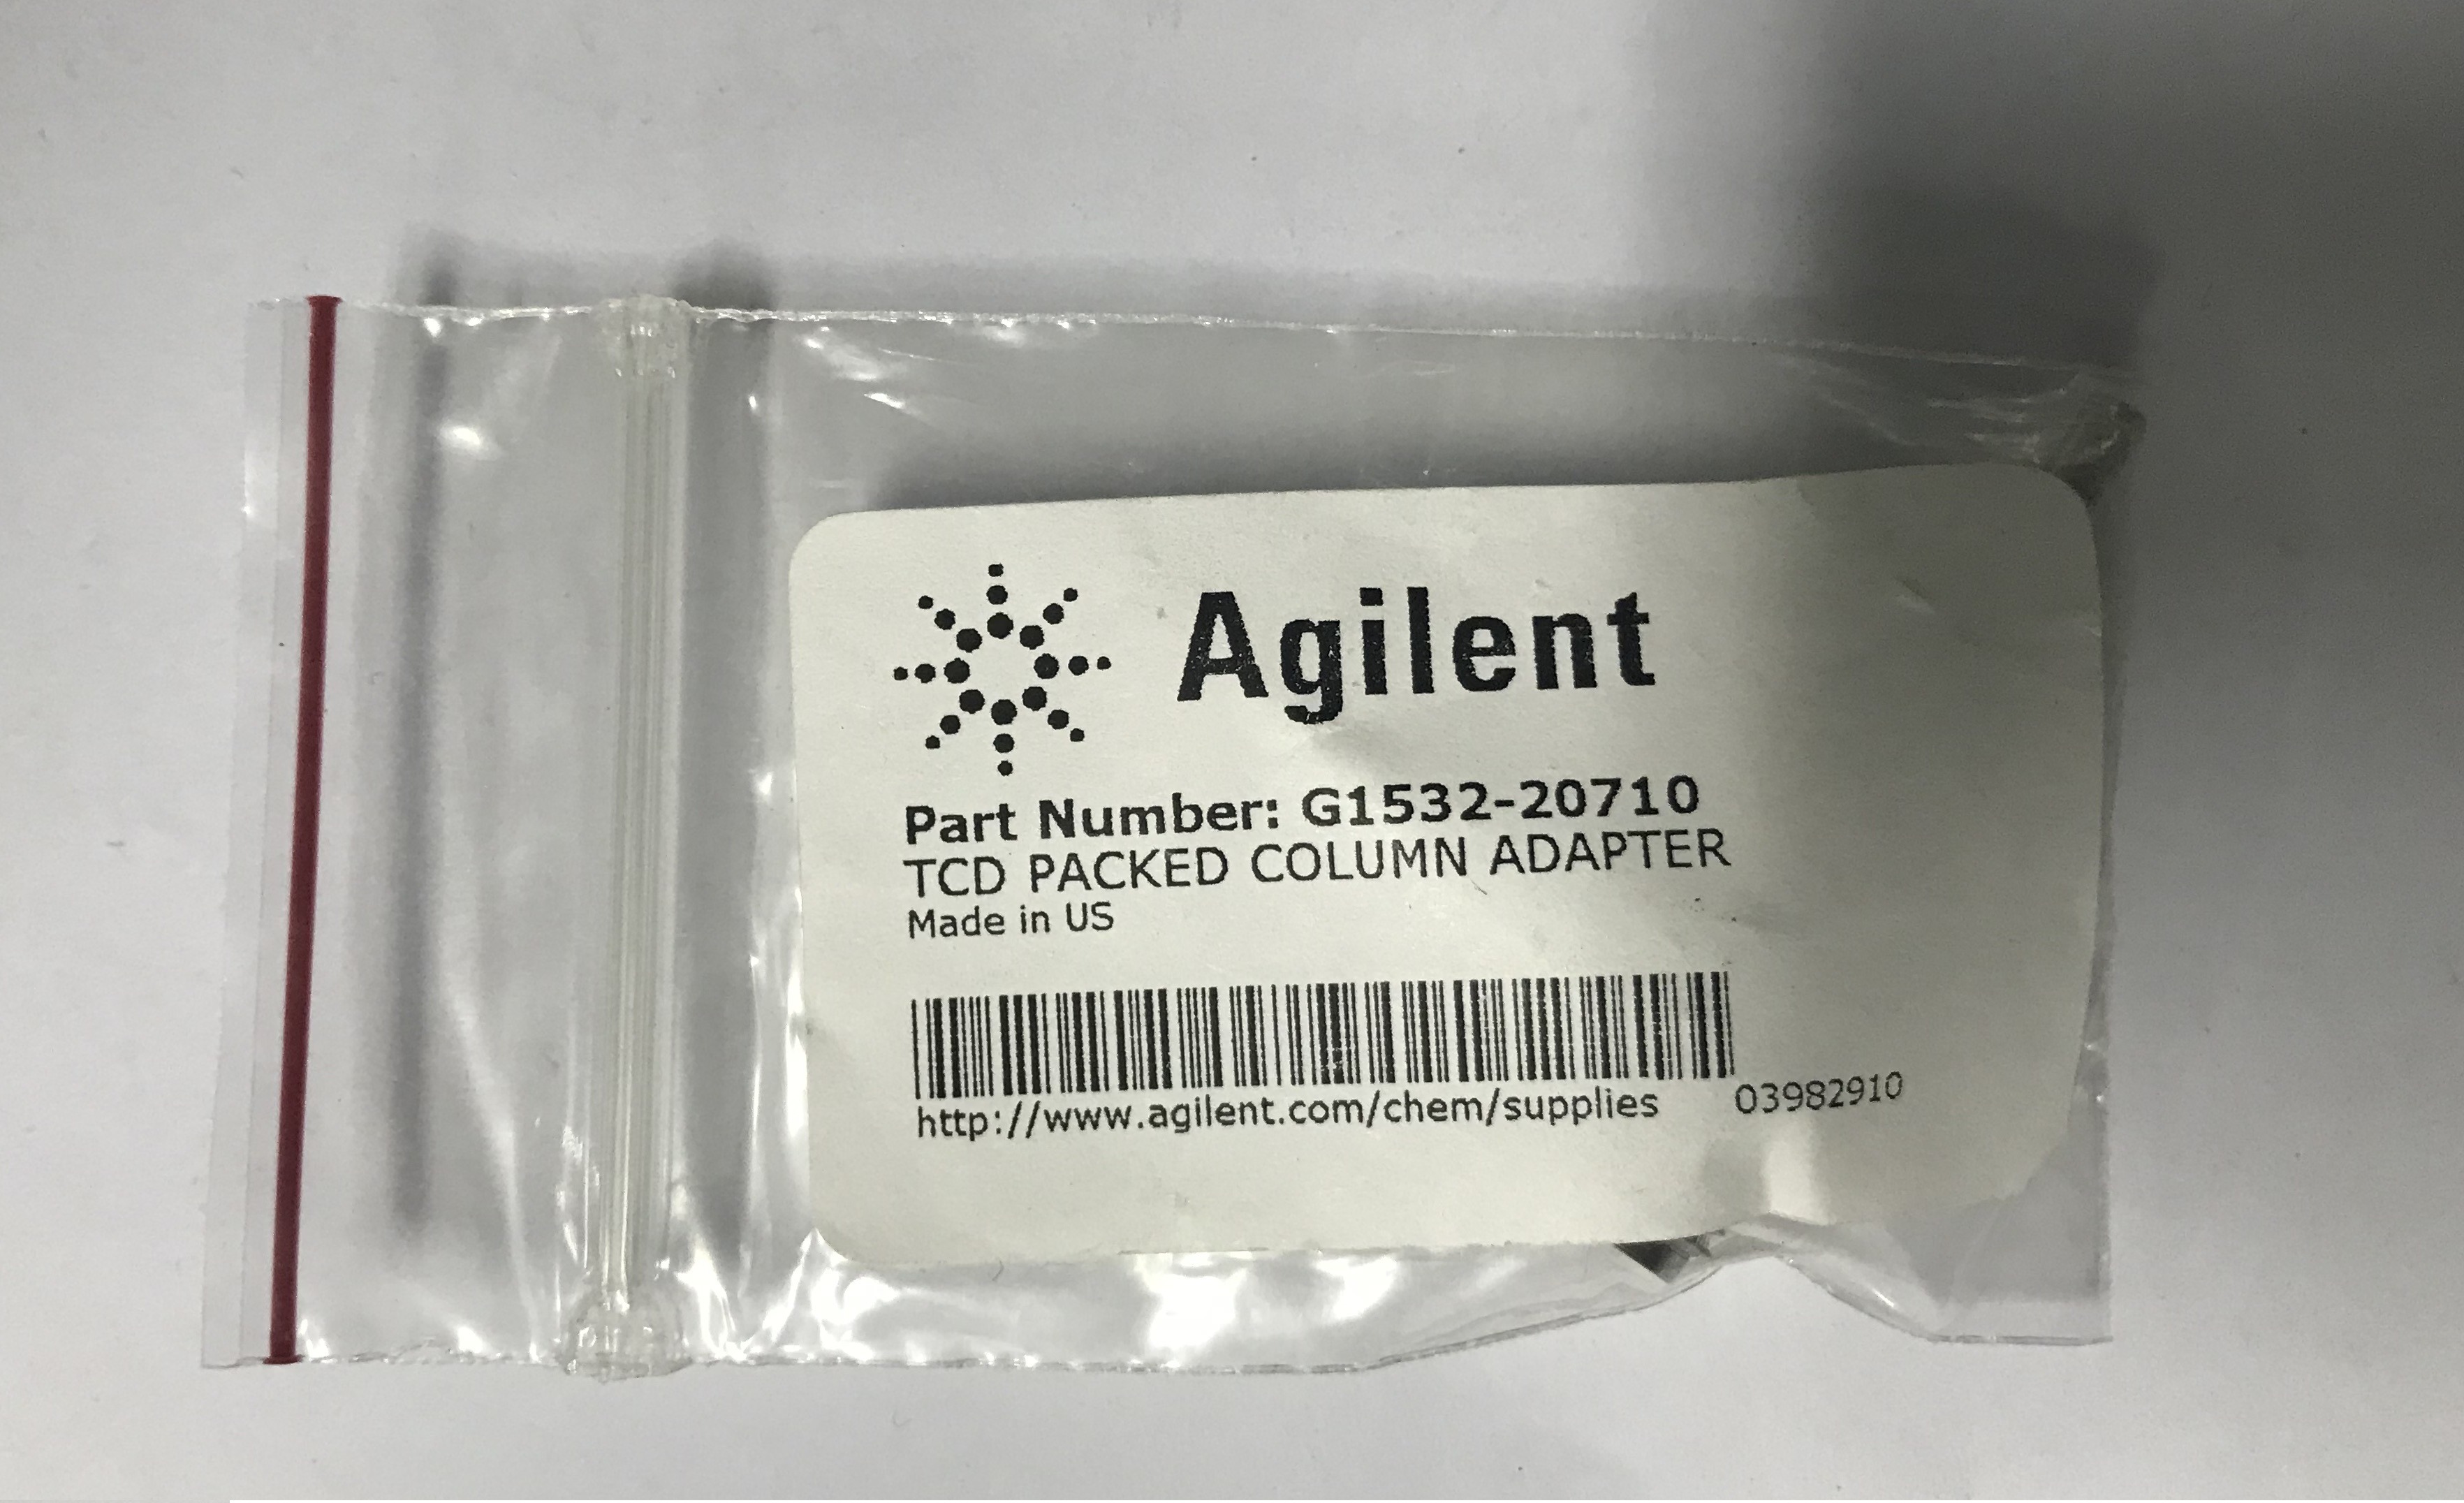 Agilent
Part Number: G1532-20710
TCD PACKED COLUMN ADAPTER
Made in US
http://www.agilent.com/chem/supplies 03982910